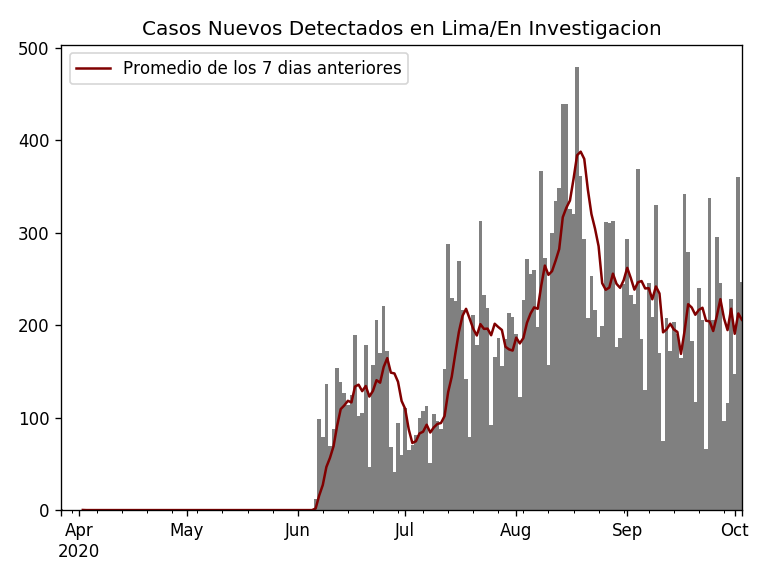 Casos Nuevos Detectados en Lima/En Investigacion
Promedio de los 7 dias anteriores
500
400
300
200
100
0
Apr May Jun Jul Aug Sep Oct
2020